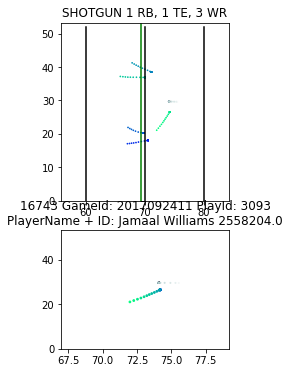 SHOTGUN 1 RB, 1 TE, 3 WR
50
40
30
20
10
0
60 70 80
16743 GameId: 2017092411 PlayId: 3093
PlayerName + ID: Jamaal Williams 2558204.0
40
20
0
67.5 70.0 72.5 75.0 77.5